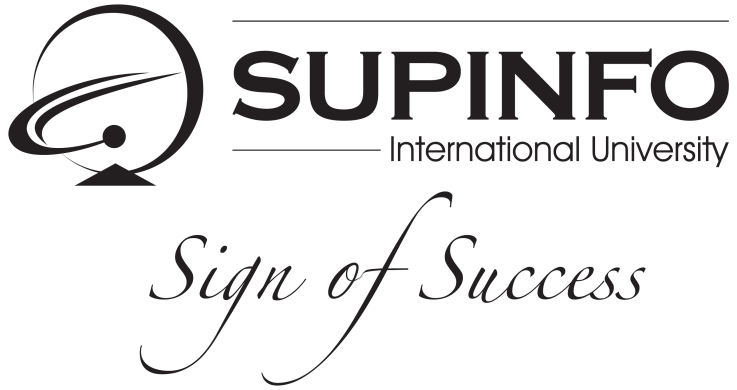 SUPINFO
International University
Sign of Success